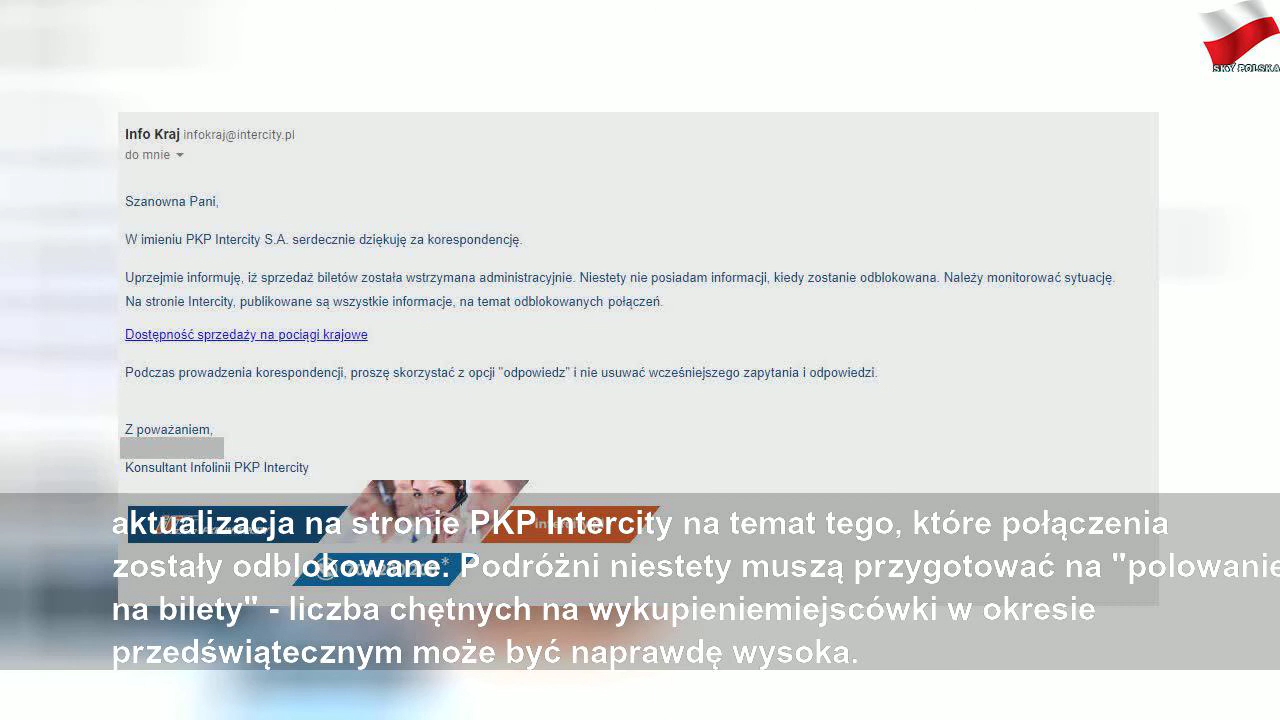 SKY POLSKA
Info Kraj infokraj@intercity.pl
do mnie
Szanowna Pani,
W imieniu PKP Intercity S.A. serdecznie dziękuję za korespondencję.
Uprzejmie informuję, iż sprzedaż biletów została wstrzymana administracyjnie. Niestety nie posiadam informacji, kiedy zostanie odblokowana. Należy monitorować sytuację.
Na stronie Intercity, publikowane są wszystkie informacje, na temat odblokowanych połączeń.
Dostępność sprzedaży na pociągi krajowe
Podczas prowadzenia korespondencji, proszę skorzystać z opcji "odpowiedz" i nie usuwać wcześniejszego zapytania i odpowiedzi.
Z poważaniem,
Konsultant Infolinii PKP Intercity
aktualizacja na stronie PKP Intercity na temat tego, które połączenia
zostały odblokowane. Podróżni niestety muszą przygotować na "polowanie
na bilety" - liczba chętnych na wykupieniemiejscówki w okresie
przedświątecznym może być naprawdę wysoka.